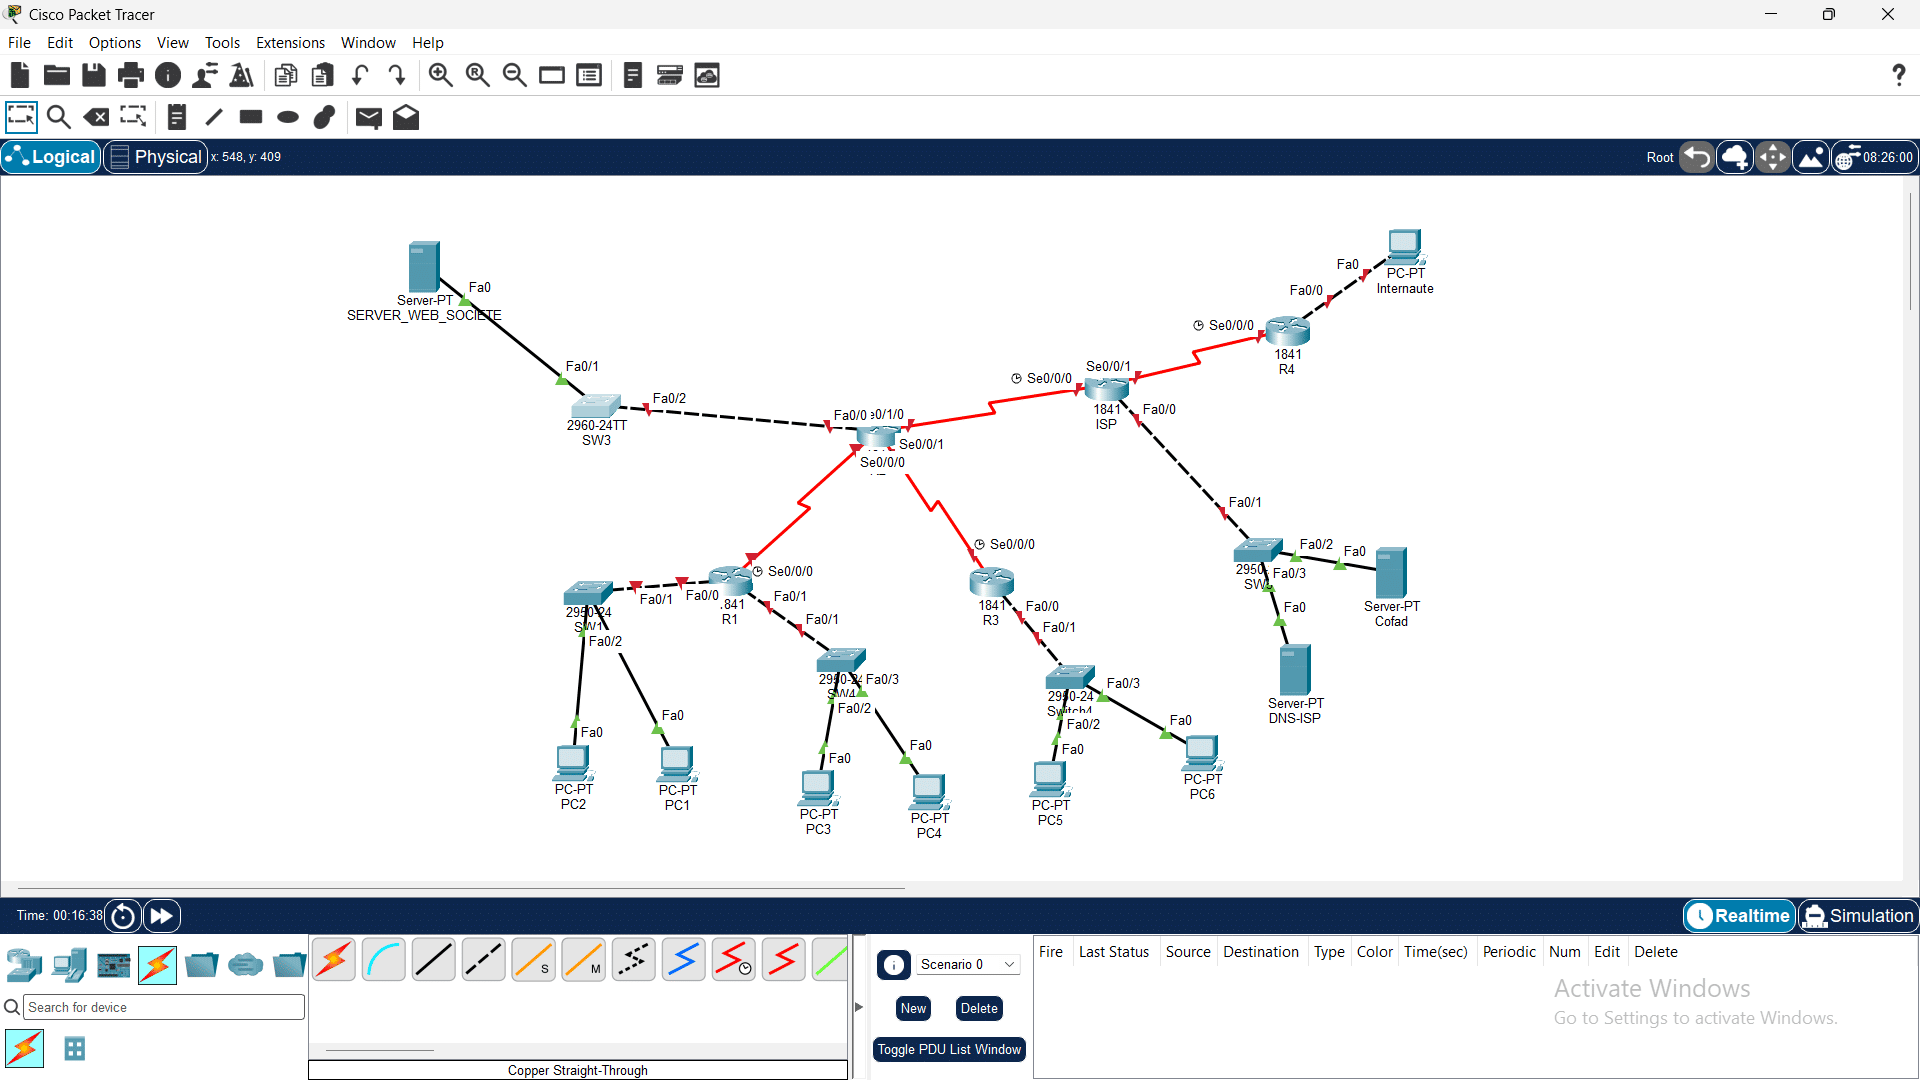 Cisco Packet Tracer
File Edit Options View Tools Extensions Window Help
Logical Physical x: 548, y: 409 Root 08:26:00
Server-PT
SERVER_WEB_SOCIETE
Fa0
Fa0/1
Fa0/2
2960-24TT
SW3
Fa0/0
Se0/0/1
Se0/0/0
Se0/0/0
Se0/0/1
1841
ISP
Fa0/0
Se0/0/0
1841
R4
Fa0/0
Fa0
PC-PT
Internaute
Fa0/1
Fa0/2
Fa0
Fa0/3
Fa0
Server-PT
Cofad
Server-PT
DNS-ISP
Se0/0/0
R1
Fa0/0
Fa0/1
Fa0/1
Fa0/1
Fa0/2
Fa0
Fa0
PC-PT
PC2
PC-PT
PC1
Fa0/3
Fa0/2
Fa0
Fa0
PC-PT
PC3
PC-PT
PC4
Se0/0/0
1841
R3
Fa0/0
Fa0/1
2950-24
Fa0/3
Fa0/2
Fa0
Fa0
PC-PT
PC5
PC-PT
PC6
Time: 00:16:38 Realtime Simulation
Search for device
S
M
Copper Straight-Through
Scenario 0
New Delete
Toggle PDU List Window
Fire Last Status Source Destination Type Color Time(sec) Periodic Num Edit Delete
Activate Windows
Go to Settings to activate Windows.